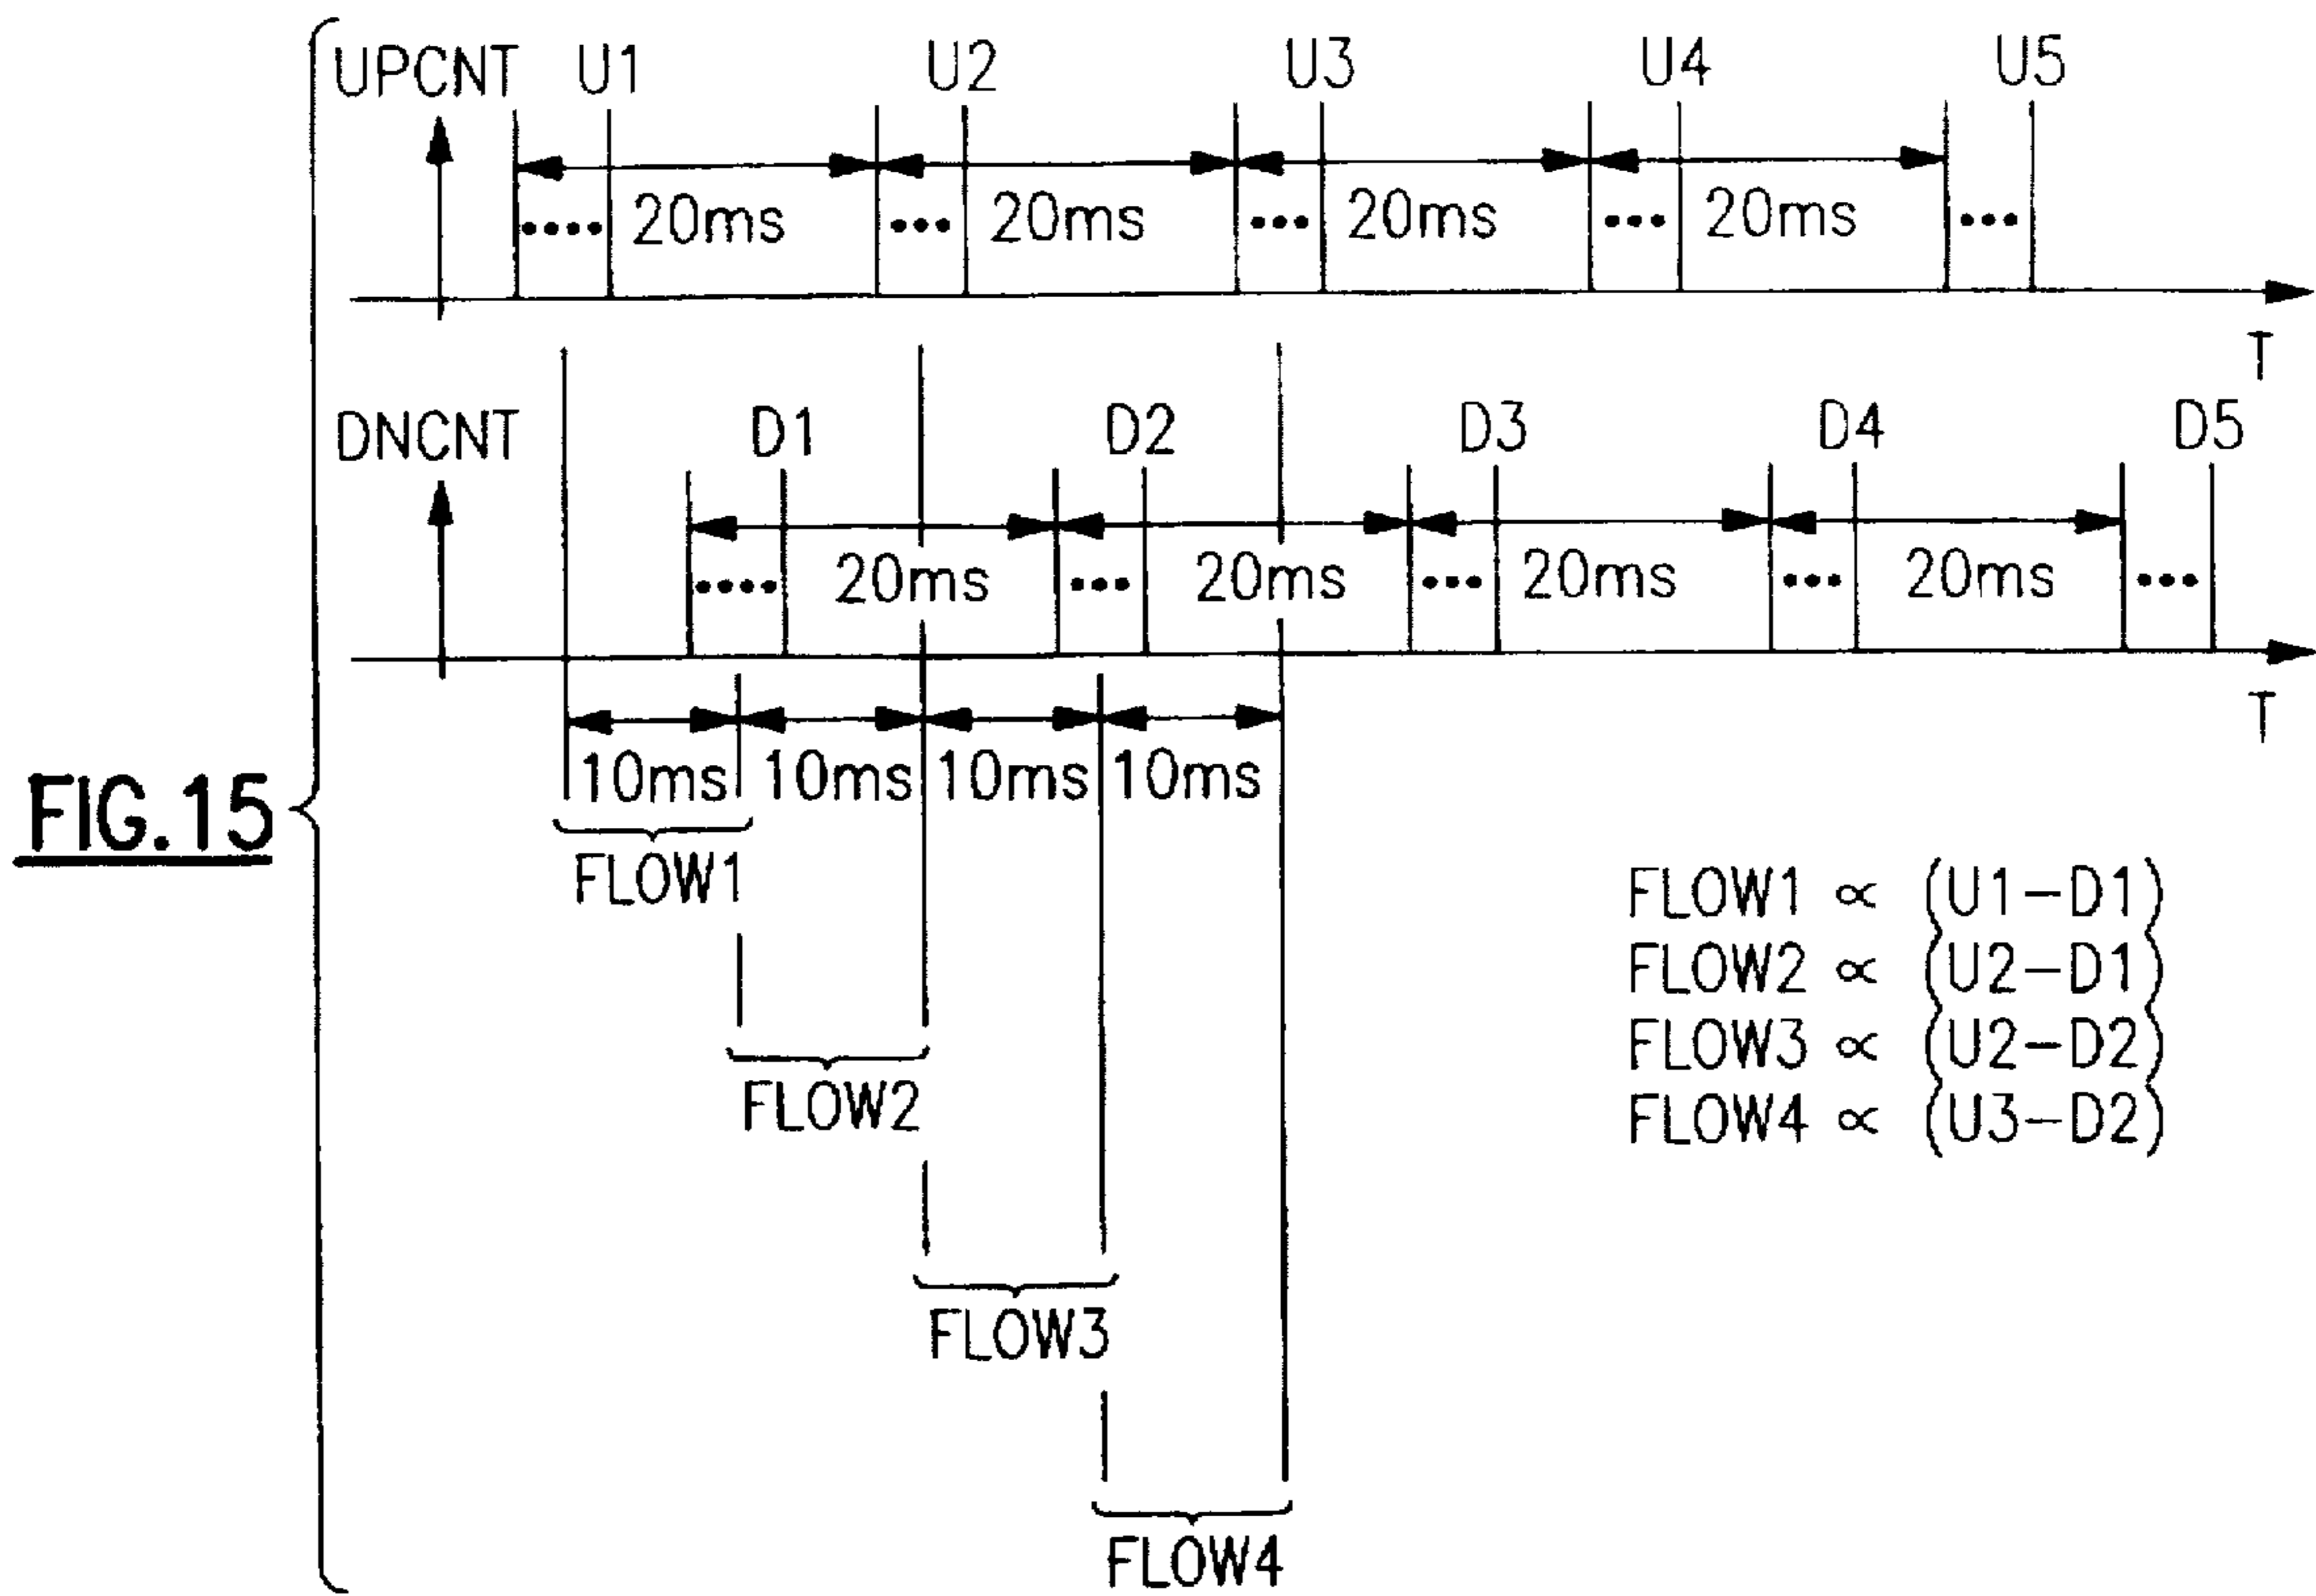 UPCNT U1 U2 U3 U4 U5
20ms 20ms 20ms 20ms
T
DNCNT D1 D2 D3 D4 D5
20ms 20ms 20ms 20ms
T
10ms 10ms 10ms 10ms
FIG.15
FLOW1
FLOW1 ∝ (U1-D1)
FLOW2 ∝ (U2-D1)
FLOW3 ∝ (U2-D2)
FLOW4 ∝ (U3-D2)
FLOW2
FLOW3
FLOW4